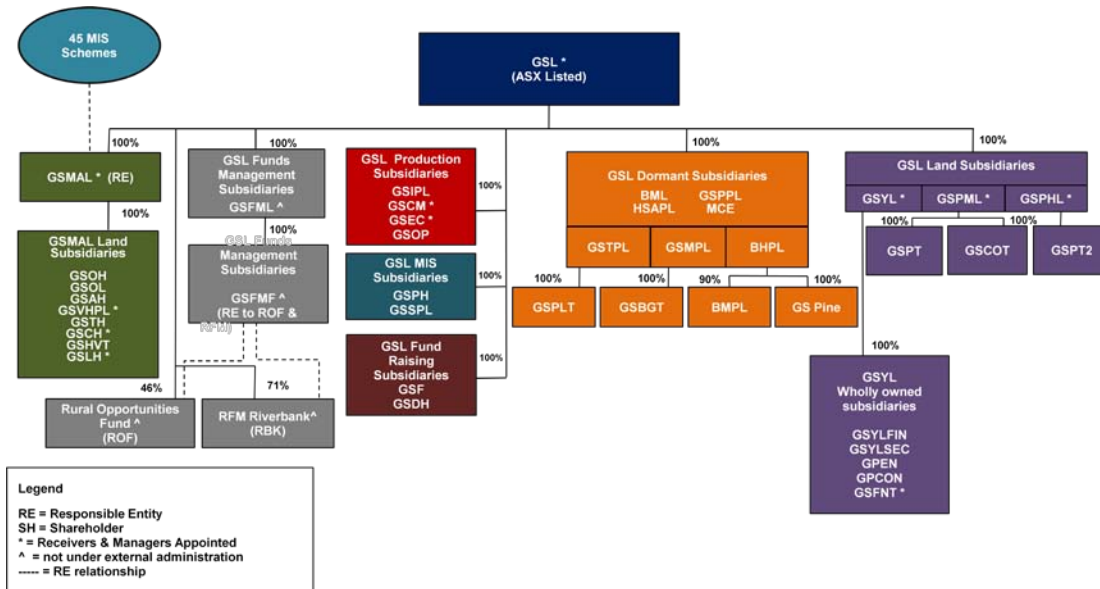 45 MIS
Schemes
GSL *
(ASX Listed)
100%
GSMAL * (RE)
100%
GSMAL Land
Subsidiaries
GSOH
GSOL
GSAH
GSVHPL *
GSTH
GSCH *
GSHVT
GSLH *
100%
GSL Funds
Management
Subsidiaries
GSFML ^
100%
GSL Funds
Management
Subsidiaries
GSFMF ^
(RE to ROF &
RFM)
46%
Rural Opportunities
Fund ^
(ROF)
71%
RFM Riverbank^
(RBK)
GSL Production
Subsidiaries
GSIPL
GSCM *
GSEC *
GSOP
100%
GSL MIS
Subsidiaries
GSPH
GSSPL
100%
GSL Fund
Raising
Subsidiaries
GSF
GSDH
100%
100%
GSL Dormant Subsidiaries
BML GSPPL
HSAPL MCE
GSTPL GSMPL BHPL
100% 100% 90% 100%
GSPLT GSBGT BMPL GS Pine
100%
GSL Land Subsidiaries
GSYL * GSPML * GSPHL *
100% 100%
GSPT GSCOT GSPT2
100%
GSYL
Wholly owned
subsidiaries
GSYLFIN
GSYLSEC
GPEN
GPCON
GSFNT *
Legend
RE = Responsible Entity
SH = Shareholder
* = Receivers & Managers Appointed
^ = not under external administration
----- = RE relationship